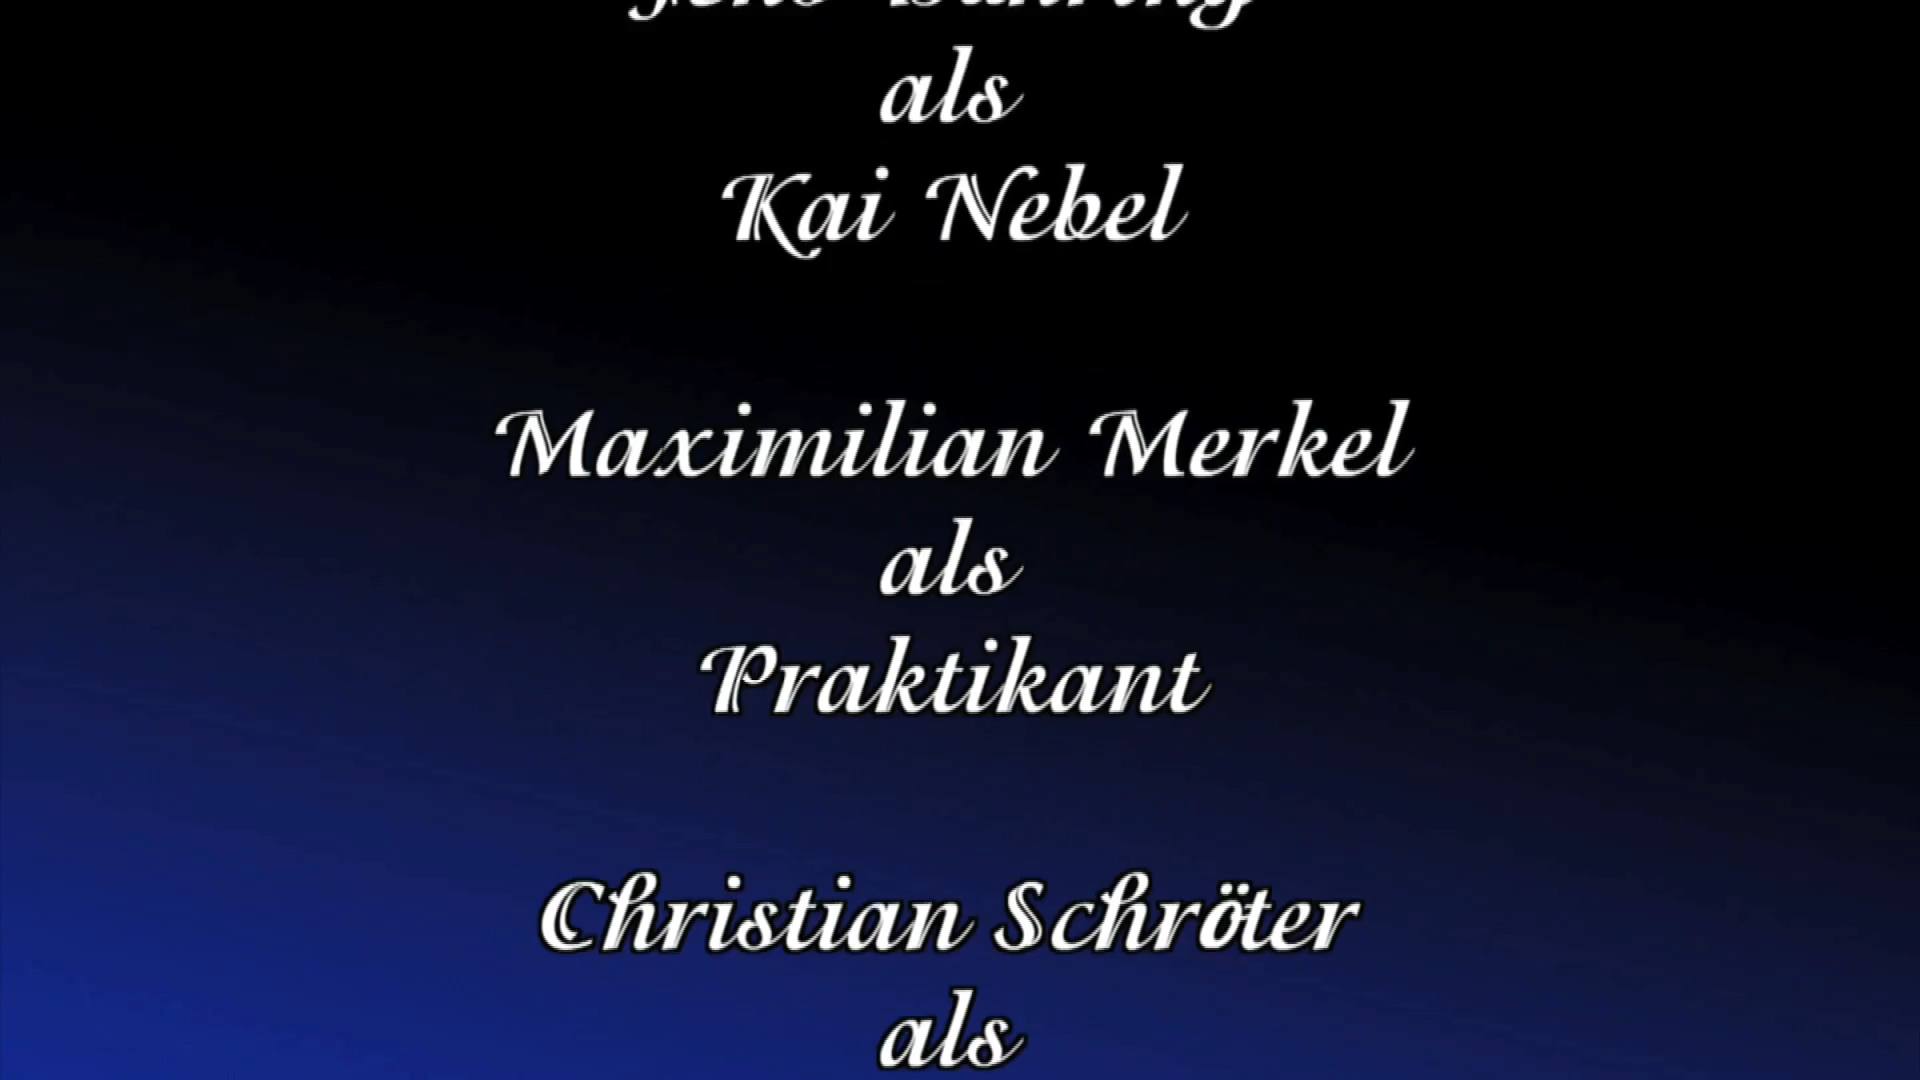 als
Kai Nebel
Maximilian Merkel
als
Praktikant
Christian Schröter
als